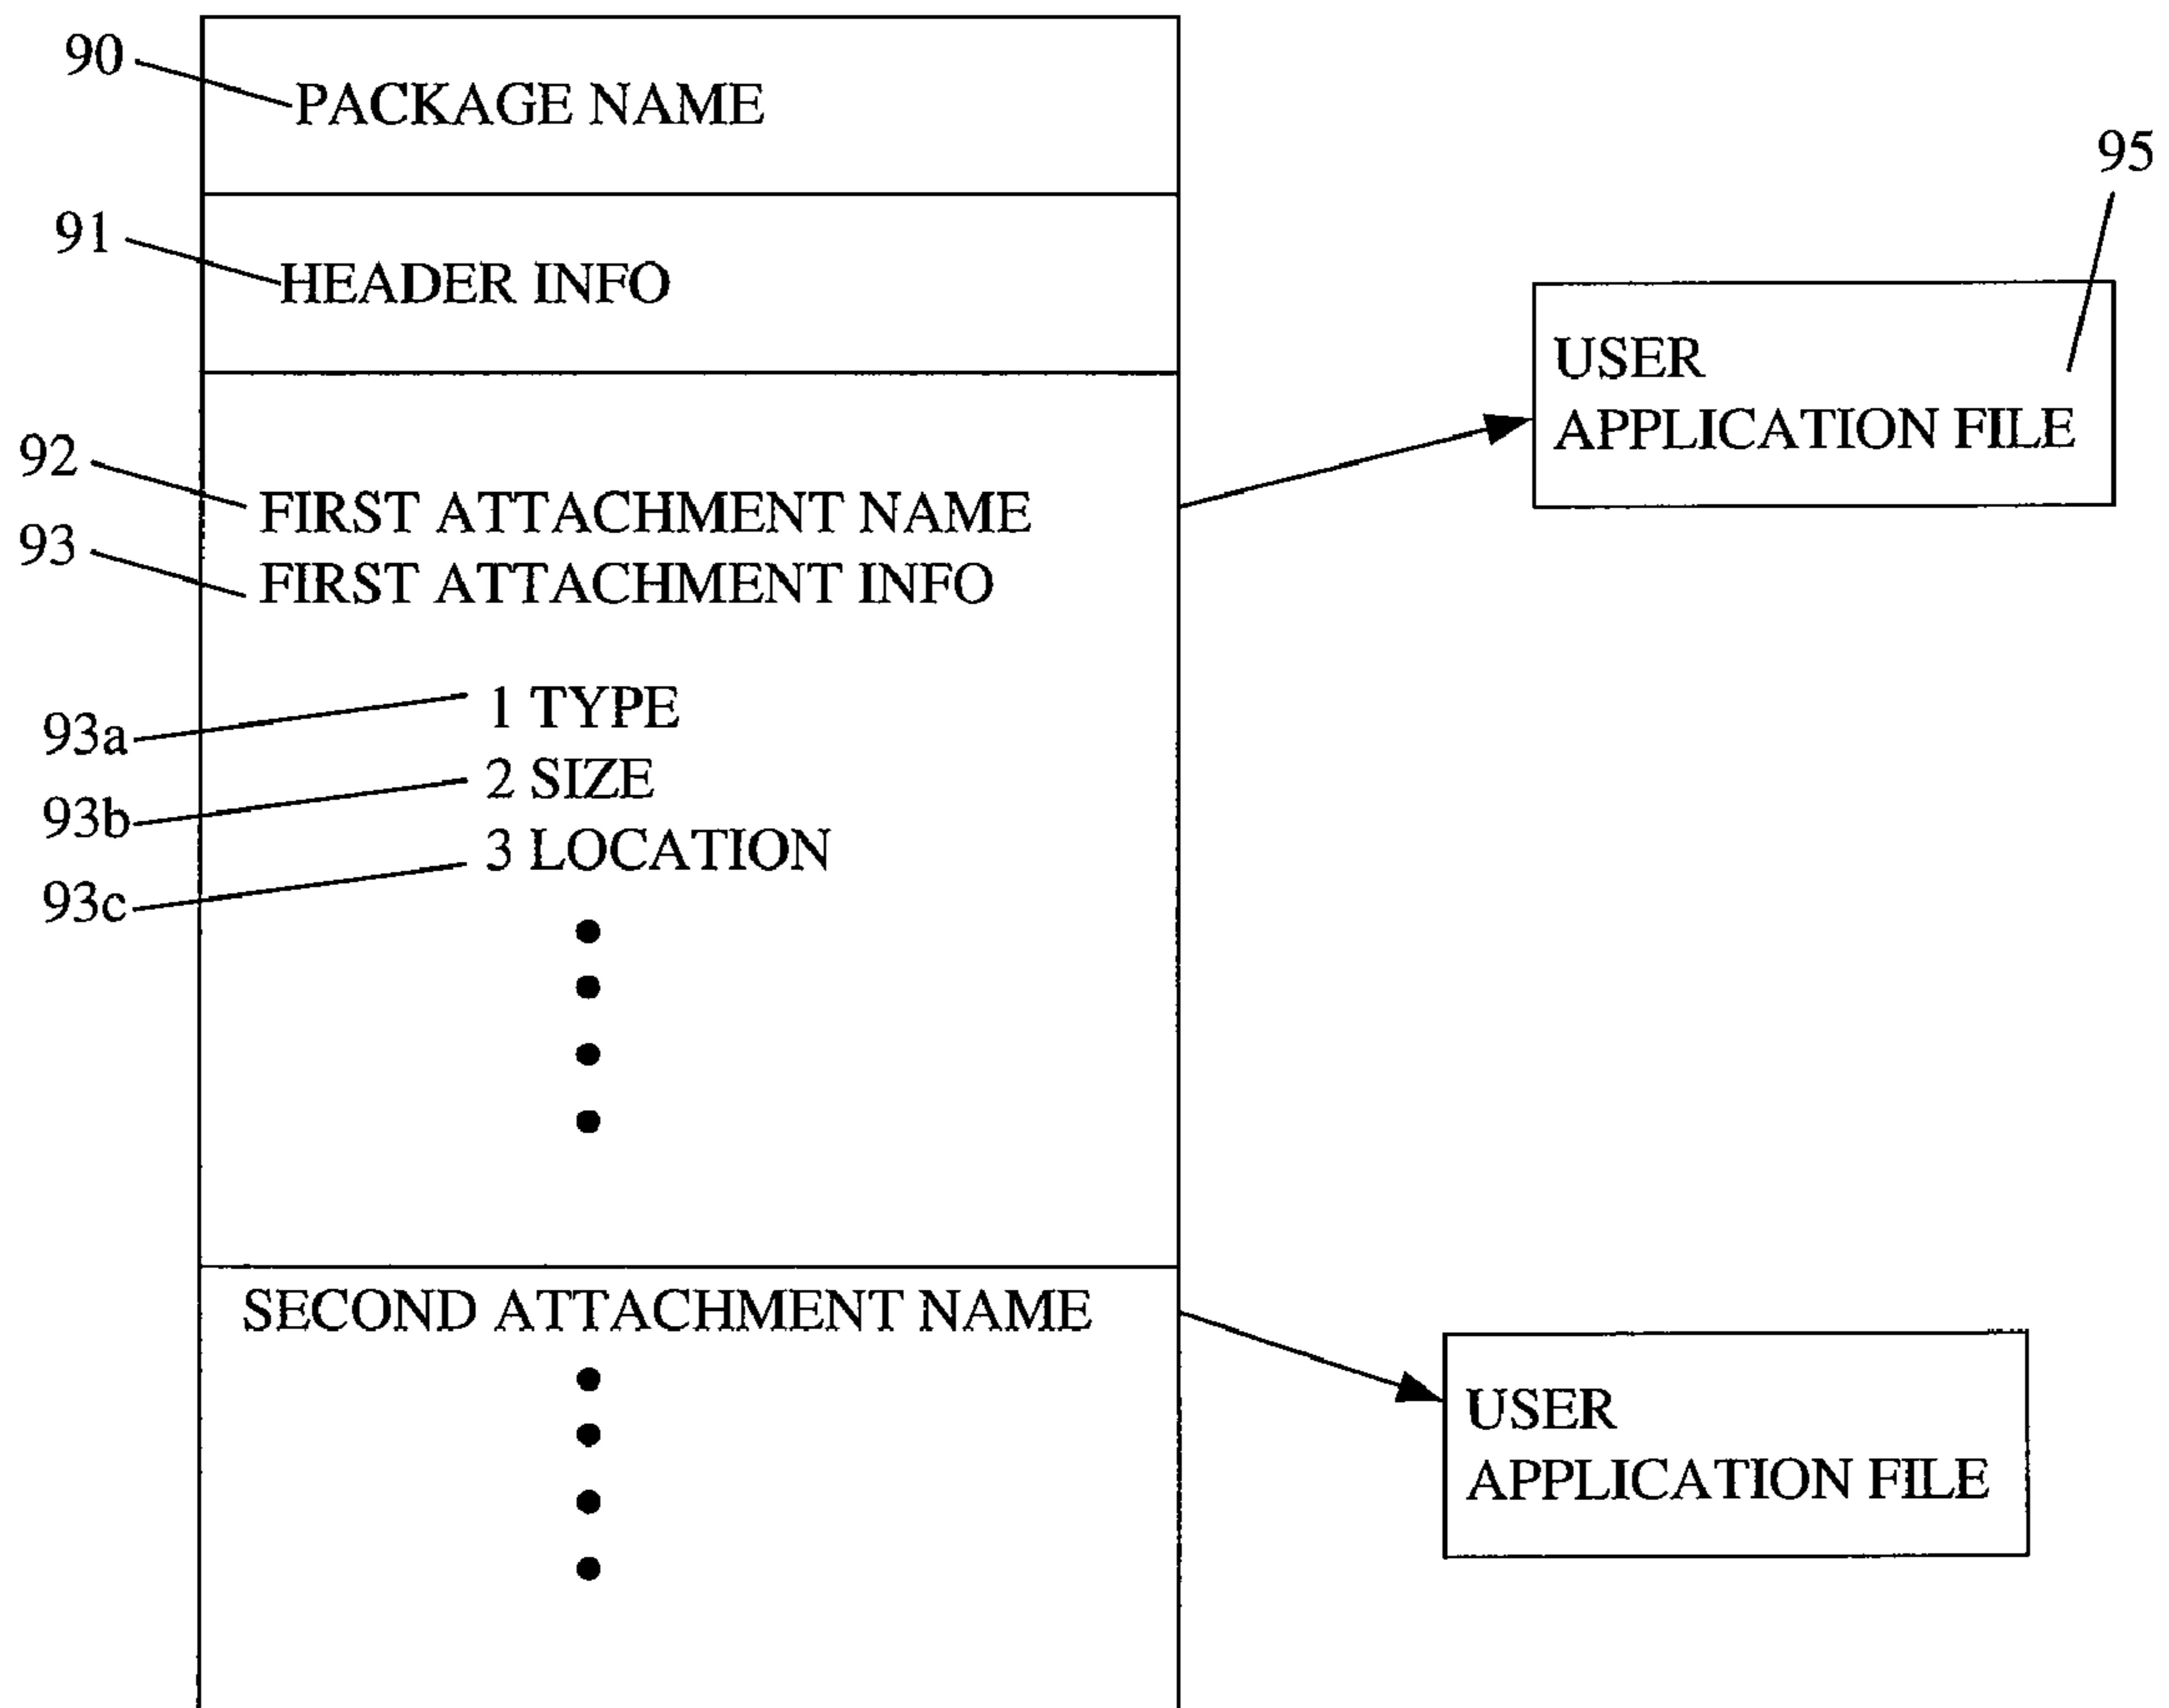 90
PACKAGE NAME
95
91
HEADER INFO
USER
APPLICATION FILE
92
FIRST ATTACHMENT NAME
93
FIRST ATTACHMENT INFO
93a
1 TYPE
93b
2 SIZE
93c
3 LOCATION
SECOND ATTACHMENT NAME
USER
APPLICATION FILE